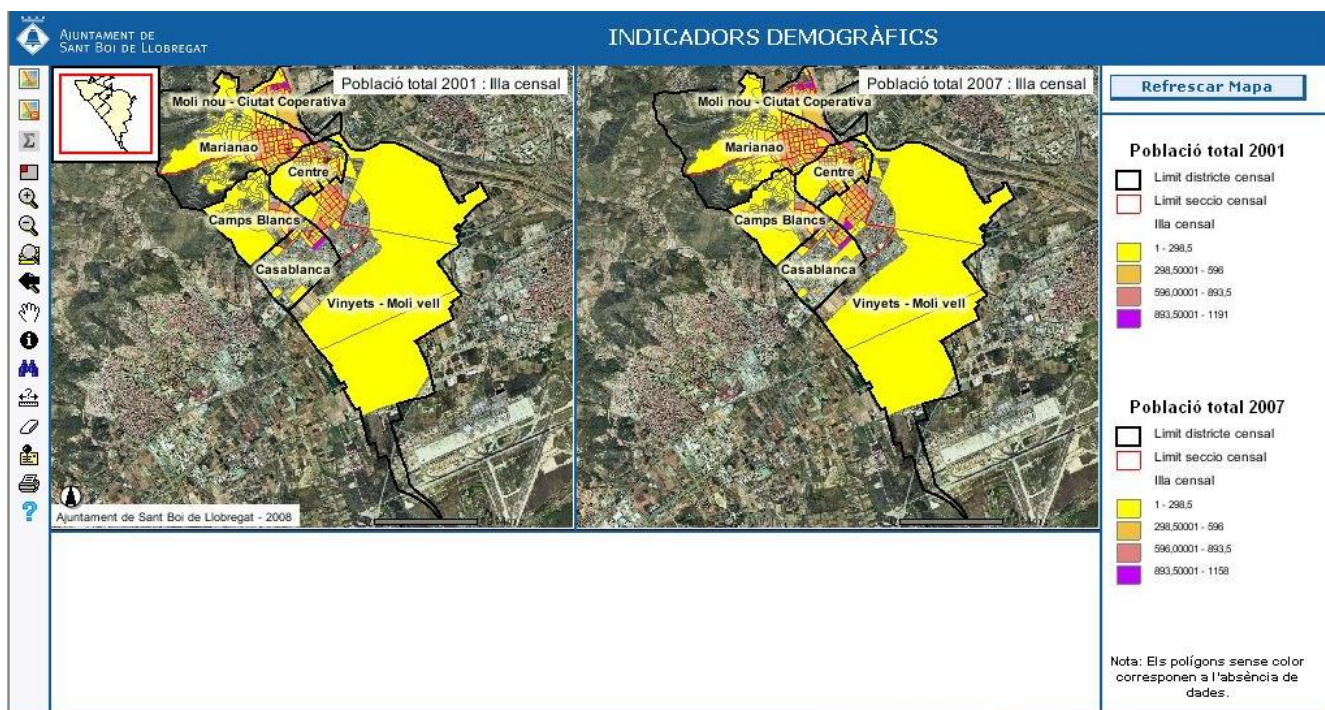 AJUNTAMENT DE
SANT BOI DE LLOBREGAT
INDICADORS DEMOGRÀFICS
Població total 2001 : Illa censal
Molí nou - Ciutat Coperativa
Marianao
Centre
Camps Blancs
Casablanca
Vinyets - Molí vell
Ajuntament de Sant Boi de Llobregat - 2008
Població total 2007 : Illa censal
Molí nou - Ciutat Coperativa
Marianao
Centre
Camps Blancs
Casablanca
Vinyets - Molí vell
Refrescar Mapa
Població total 2001
Limit districte censal
Limit seccio censal
Illa censal
1 - 298,5
298,50001 - 596
596,00001 - 893,5
893,50001 - 1191
Població total 2007
Limit districte censal
Limit seccio censal
Illa censal
1 - 298,5
298,50001 - 596
596,00001 - 893,5
893,50001 - 1158
Nota: Els polígons sense color
corresponen a l'absència de
dades.